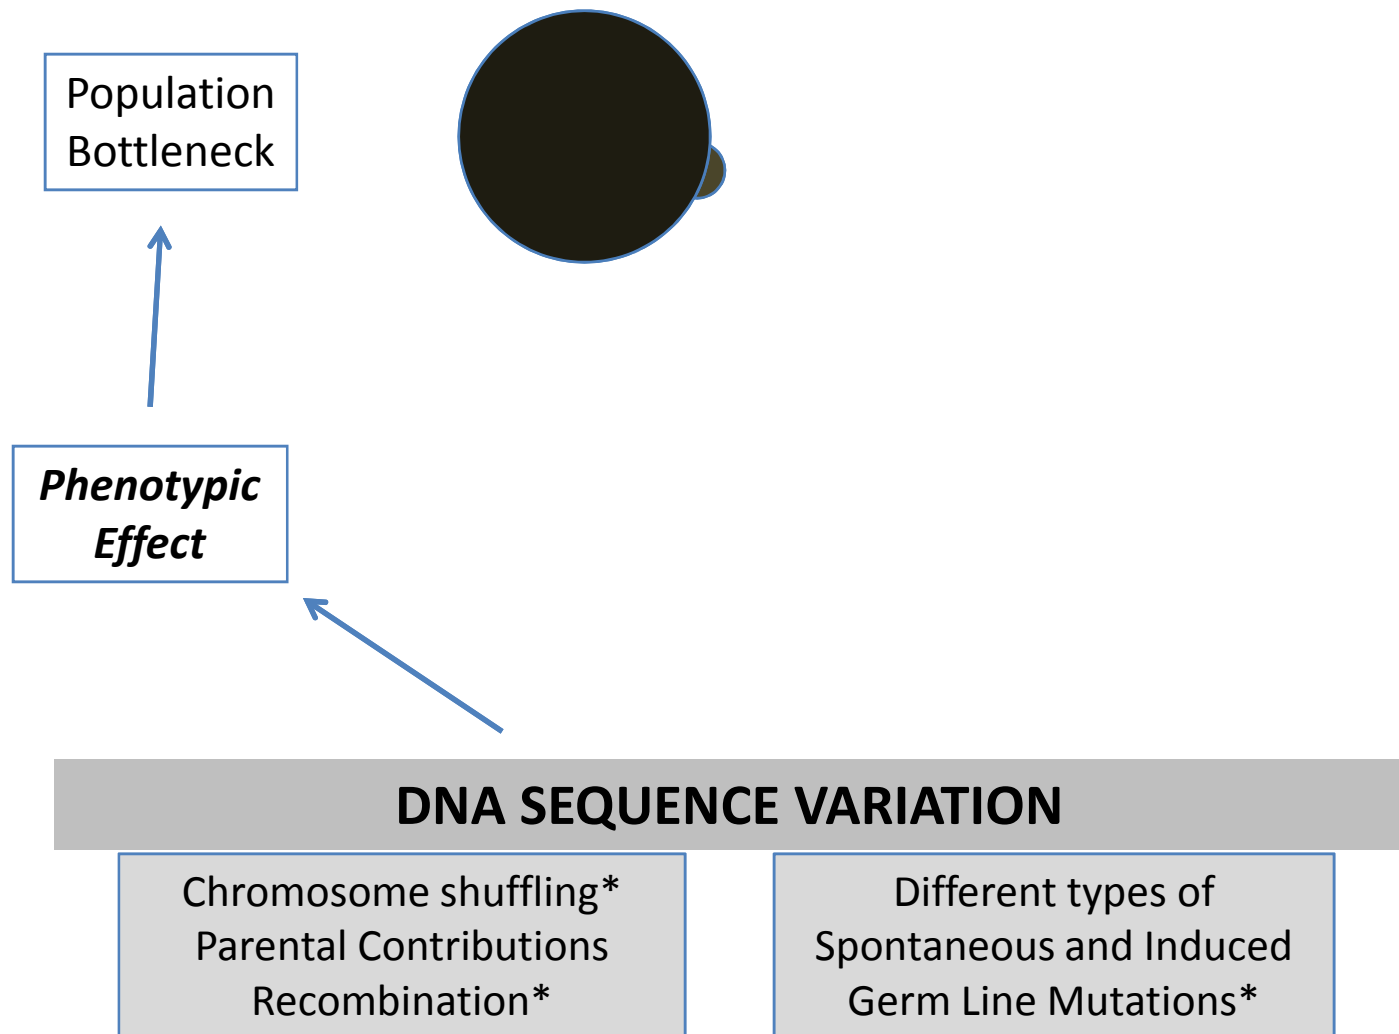 Population
Bottleneck
Phenotypic
Effect
DNA SEQUENCE VARIATION
Chromosome shuffling*
Parental Contributions
Recombination*
Different types of
Spontaneous and Induced
Germ Line Mutations*